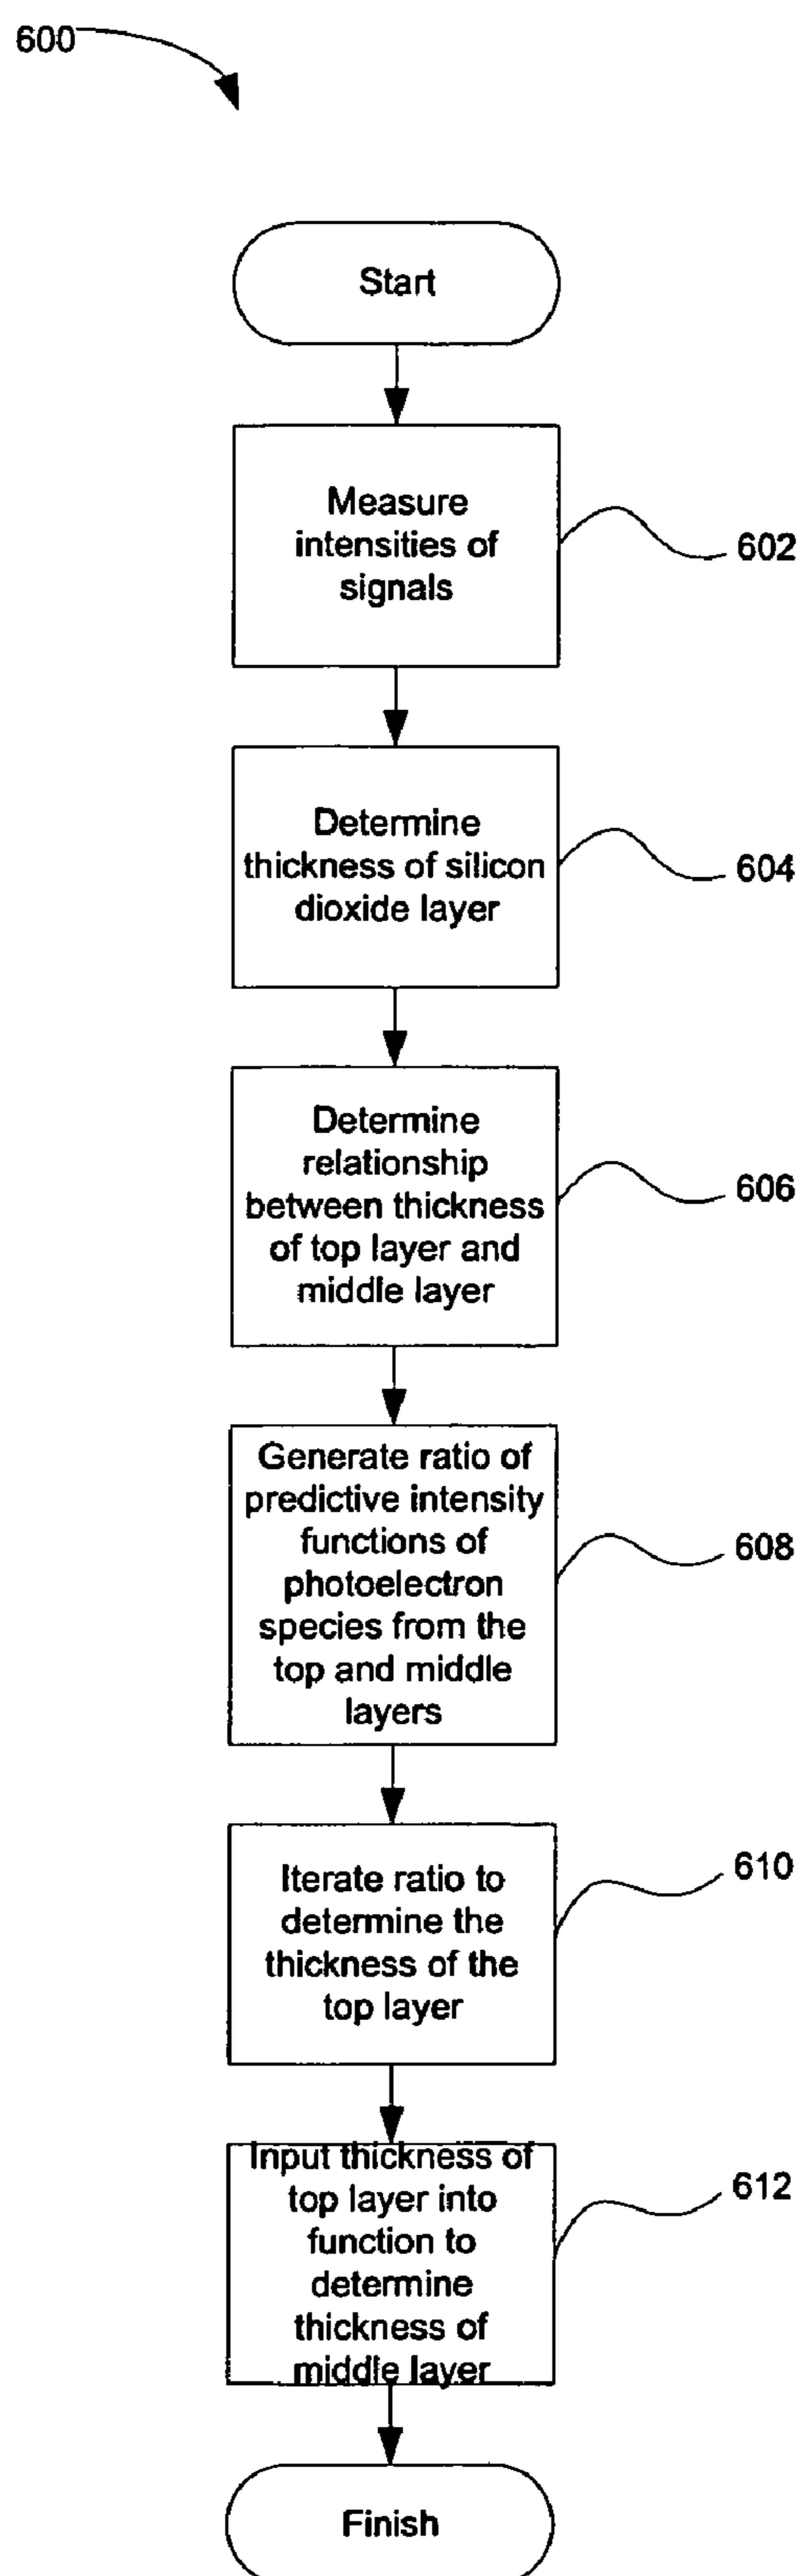 600
Start
Measure
intensities of
signals
602
Determine
thickness of silicon
dioxide layer
604
Determine
relationship
between thickness
of top layer and
middle layer
606
Generate ratio of
predictive intensity
functions of
photoelectron
species from the
top and middle
layers
608
Iterate ratio to
determine the
thickness of the
top layer
610
Input thickness of
top layer into
function to
determine
thickness of
middle layer
612
Finish